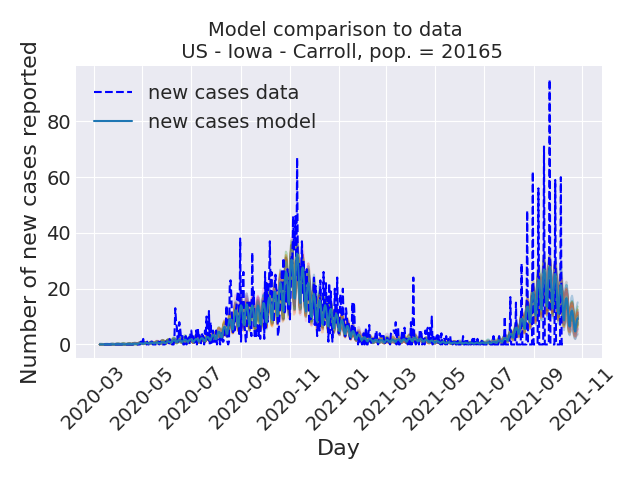 Model comparison to data
US - Iowa - Carroll, pop. = 20165
Number of new cases reported
new cases data
new cases model
80
60
40
20
0
2020-03
2020-05
2020-07
2020-09
2020-11
2021-01
2021-03
2021-05
2021-07
2021-09
2021-11
Day